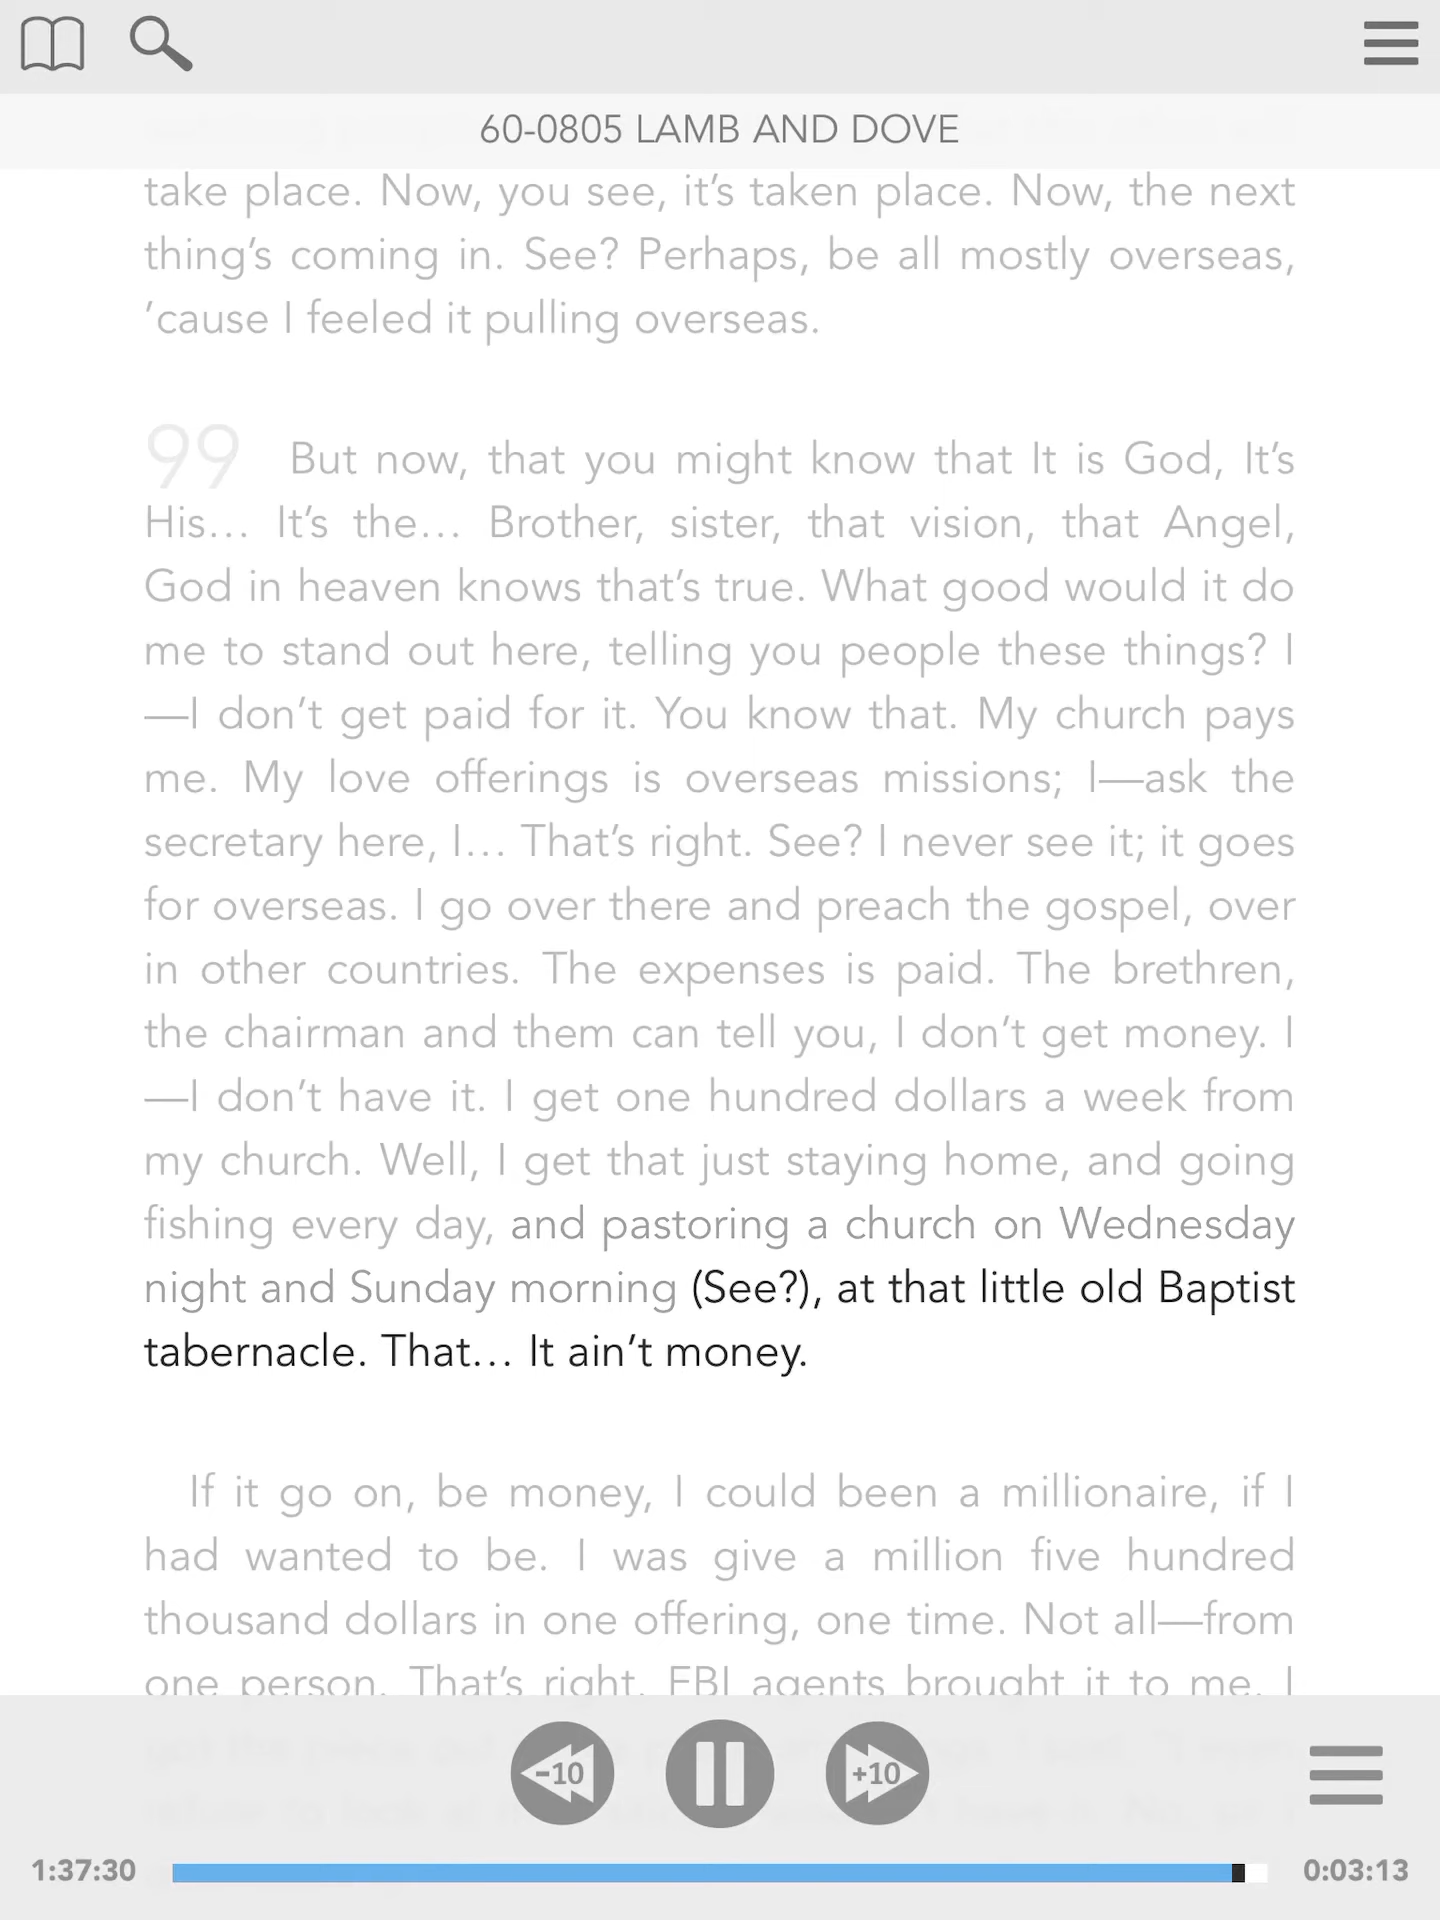 60-0805 LAMB AND DOVE
take place. Now, you see, it’s taken place. Now, the next
thing’s coming in. See? Perhaps, be all mostly overseas,
’cause I feeled it pulling overseas.
99 But now, that you might know that It is God, It’s
His… It’s the… Brother, sister, that vision, that Angel,
God in heaven knows that’s true. What good would it do
me to stand out here, telling you people these things? I
—I don’t get paid for it. You know that. My church pays
me. My love offerings is overseas missions; I—ask the
secretary here, I… That’s right. See? I never see it; it goes
for overseas. I go over there and preach the gospel, over
in other countries. The expenses is paid. The brethren,
the chairman and them can tell you, I don’t get money. I
—I don’t have it. I get one hundred dollars a week from
my church. Well, I get that just staying home, and going
fishing every day, and pastoring a church on Wednesday
night and Sunday morning (See?), at that little old Baptist
tabernacle. That… It ain’t money.
If it go on, be money, I could been a millionaire, if I
had wanted to be. I was give a million five hundred
thousand dollars in one offering, one time. Not all—from
one person. That’s right. FBI agents brought it to me. I
-10 +10
1:37:30 0:03:13